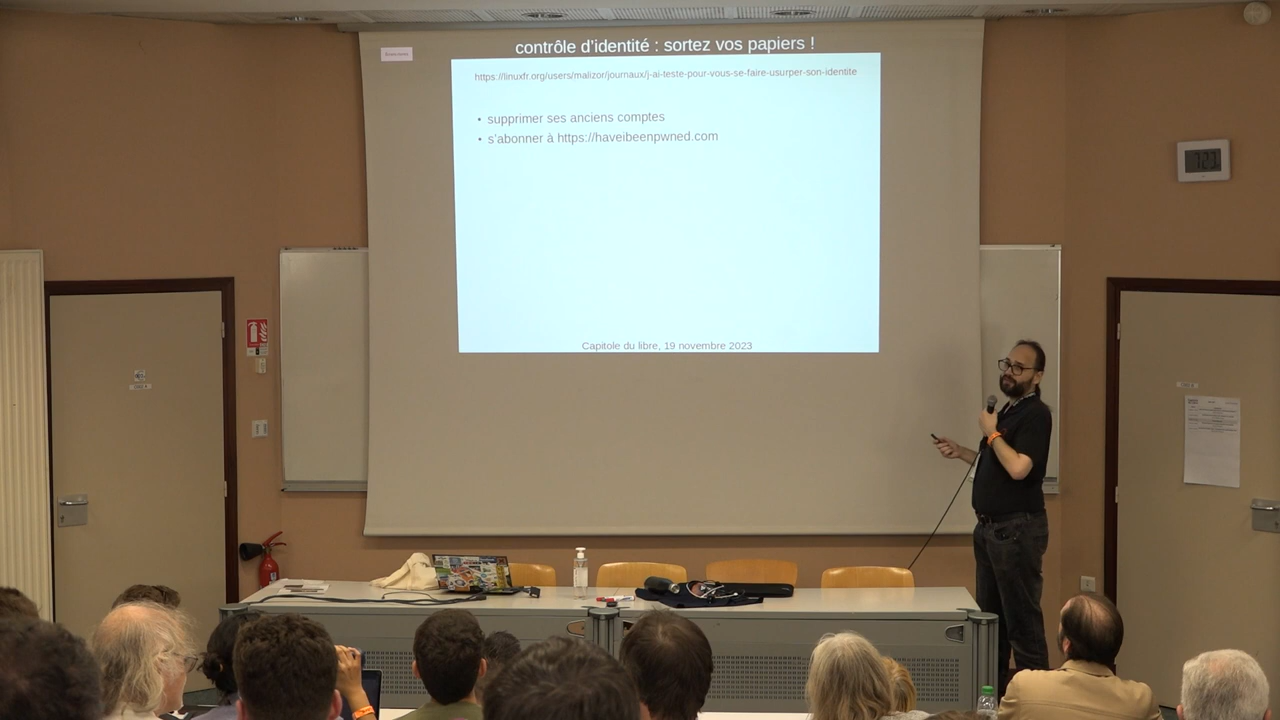 contrôle d'identité : sortez vos papiers !
https://linuxfr.org/users/malizor/journaux/j-ai-teste-pour-vous-se-faire-usurper-son-identite
• supprimer ses anciens comptes
• s'abonner à https://haveibeenpwned.com
Capitole du libre, 19 novembre 2023